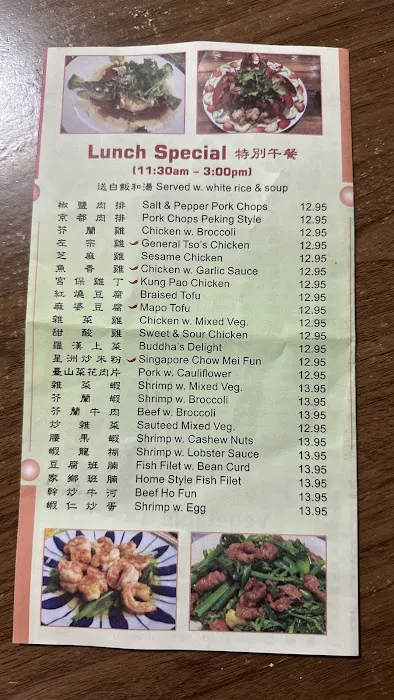 Lunch Special 特別午餐
(11:30am - 3:00pm)
送白飯和湯 Served w. white rice & soup
椒鹽肉排 Salt & Pepper Pork Chops 12.95
京都肉排 Pork Chops Peking Style 12.95
芥蘭雞 Chicken w. Broccoli 12.95
左宗雞 General Tso's Chicken 12.95
芝麻雞 Sesame Chicken 12.95
魚香雞 Chicken w. Garlic Sauce 12.95
宮保雞丁 Kung Pao Chicken 12.95
紅燒豆腐 Braised Tofu 12.95
麻婆豆腐 Mapo Tofu 12.95
雜菜雞 Chicken w. Mixed Veg. 12.95
甜酸雞 Sweet & Sour Chicken 12.95
羅漢上菜 Buddha's Delight 12.95
星洲炒米粉 Singapore Chow Mei Fun 12.95
臺山菜花肉片 Pork w. Cauliflower 12.95
雜菜蝦 Shrimp w. Mixed Veg. 13.95
芥蘭蝦 Shrimp w. Broccoli 13.95
芥蘭牛肉 Beef w. Broccoli 13.95
炒雜菜 Sauteed Mixed Veg. 13.95
腰果蝦 Shrimp w. Cashew Nuts 13.95
蝦龍糊 Shrimp w. Lobster Sauce 13.95
豆腐班腩 Fish Filet w. Bean Curd 13.95
家鄉班腩 Home Style Fish Filet 13.95
幹炒牛河 Beef Ho Fun 13.95
蝦仁炒蛋 Shrimp w. Egg 13.95